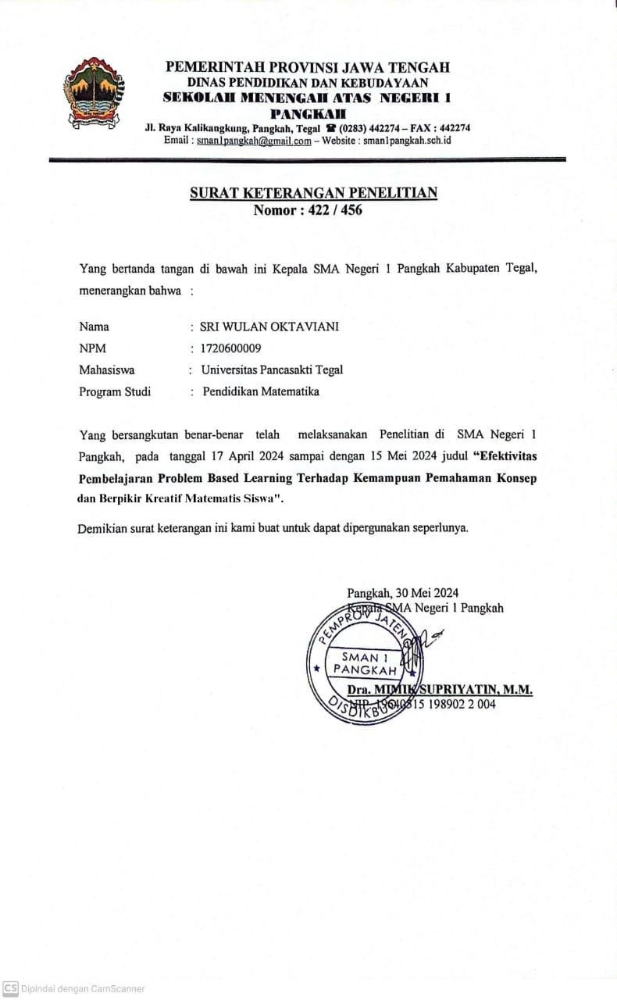 PEMERINTAH PROVINSI JAWA TENGAH
DINAS PENDIDIKAN DAN KEBUDAYAAN
SEKOLAH MENENGAH ATAS NEGERI 1
PANGKAH
Jl. Raya Kalikangkung, Pangkah, Tegal ☎ (0283) 442274 – FAX : 442274
Email : sman1pangkah@gmail.com – Website : sman1pangkah.sch.id
SURAT KETERANGAN PENELITIAN
Nomor : 422 / 456
Yang bertanda tangan di bawah ini Kepala SMA Negeri 1 Pangkah Kabupaten Tegal,
menerangkan bahwa :
Nama : SRI WULAN OKTAVIANI
NPM : 1720600009
Mahasiswa : Universitas Pancasakti Tegal
Program Studi : Pendidikan Matematika
Yang bersangkutan benar-benar telah melaksanakan Penelitian di SMA Negeri 1
Pangkah, pada tanggal 17 April 2024 sampai dengan 15 Mei 2024 judul “Efektivitas
Pembelajaran Problem Based Learning Terhadap Kemampuan Pemahaman Konsep
dan Berpikir Kreatif Matematis Siswa".
Demikian surat keterangan ini kami buat untuk dapat dipergunakan seperlunya.
Pangkah, 30 Mei 2024
Kepala SMA Negeri 1 Pangkah
PEMPROV JATENG
SMAN 1
PANGKAH
DISDIKBUD
Dra. MIMIK SUPRIYATIN, M.M.
NIP. 198902 2 004
CS Dipindai dengan CamScanner